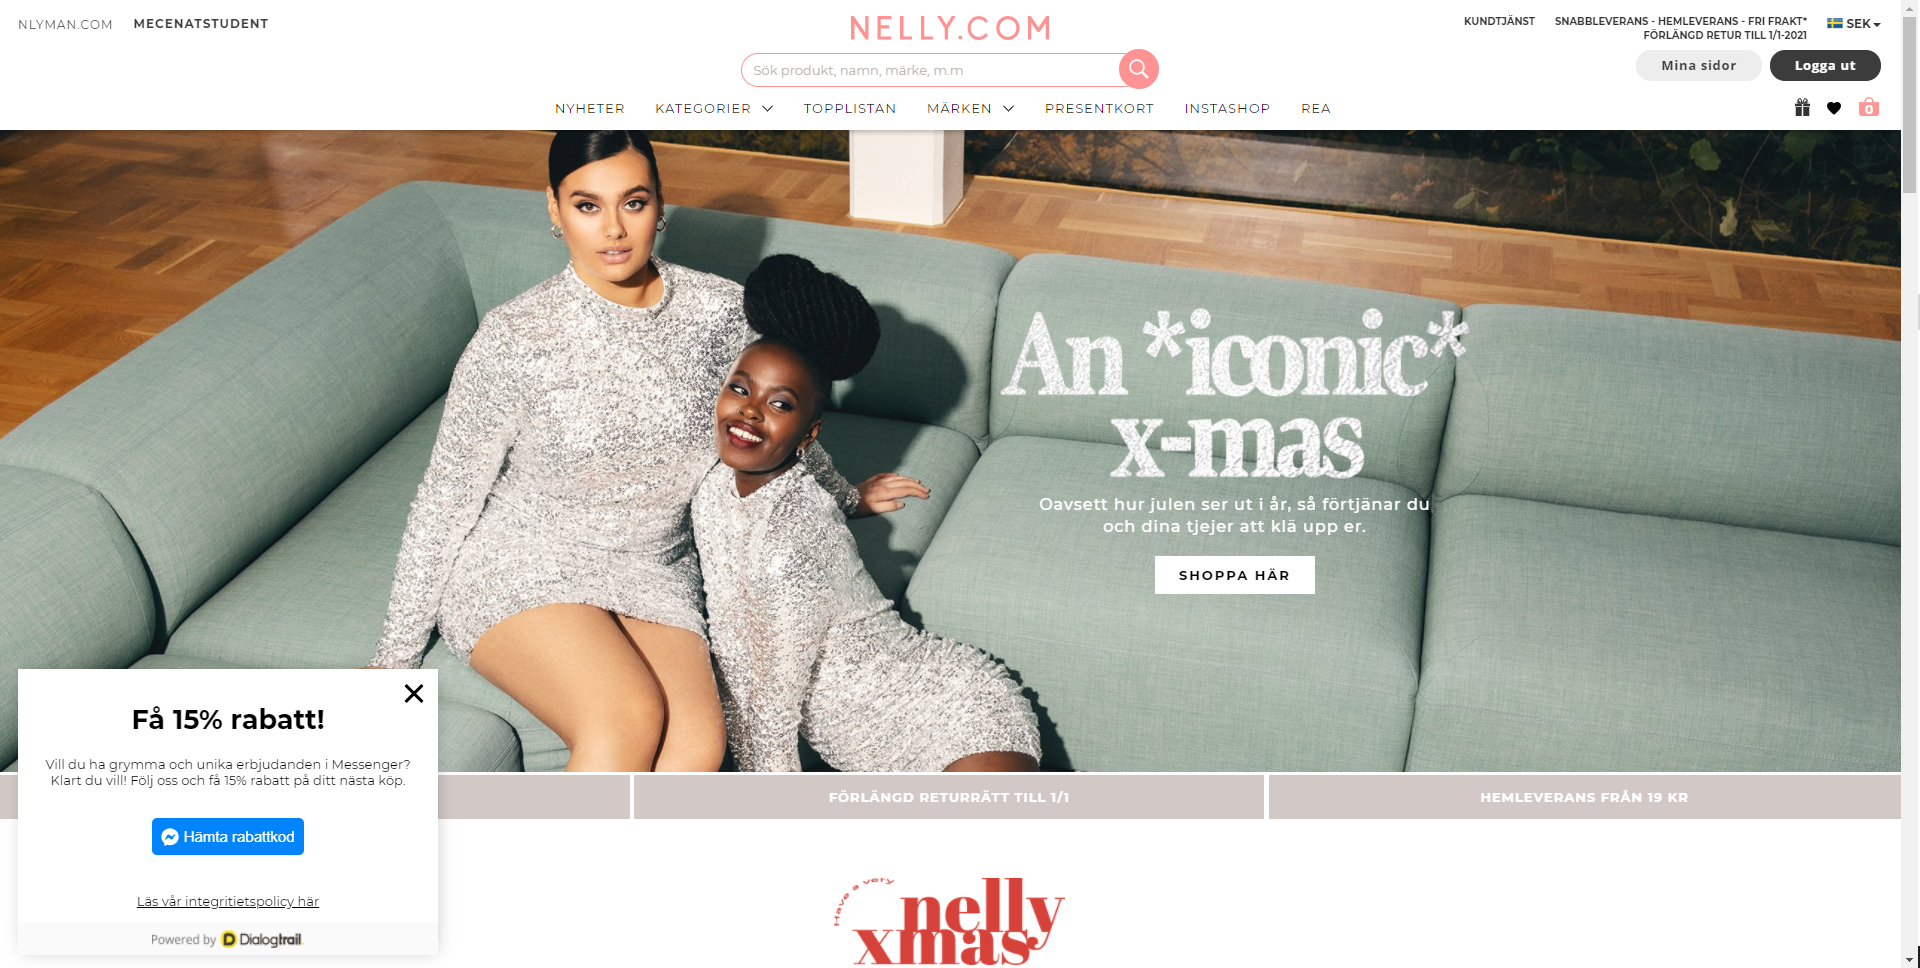 NLYMAN.COM
MECENATSTUDENT
NELLY.COM
KUNDTJÄNST
SNABBLEVERANS - HEMLEVERANS - FRI FRAKT*
FÖRLÄNGD RETUR TILL 1/1-2021
SEK
Sök produkt, namn, märke, m.m
Mina sidor
Logga ut
NYHETER
KATEGORIER
TOPPLISTAN
MÄRKEN
PRESENTKORT
INSTASHOP
REA
0
An *iconic*
x-mas
Oavsett hur julen ser ut i år, så förtjänar du
och dina tjejer att klä upp er.
SHOPPA HÄR
Få 15% rabatt!
Vill du ha grymma och unika erbjudanden i Messenger?
Klart du vill! Följ oss och få 15% rabatt på ditt nästa köp.
Hämta rabattkod
Läs vår integritietspolicy här
Powered by Dialogtrail
FÖRLÄNGD RETURRÄTT TILL 1/1
HEMLEVERANS FRÅN 19 KR
Have a very
nelly
xmas